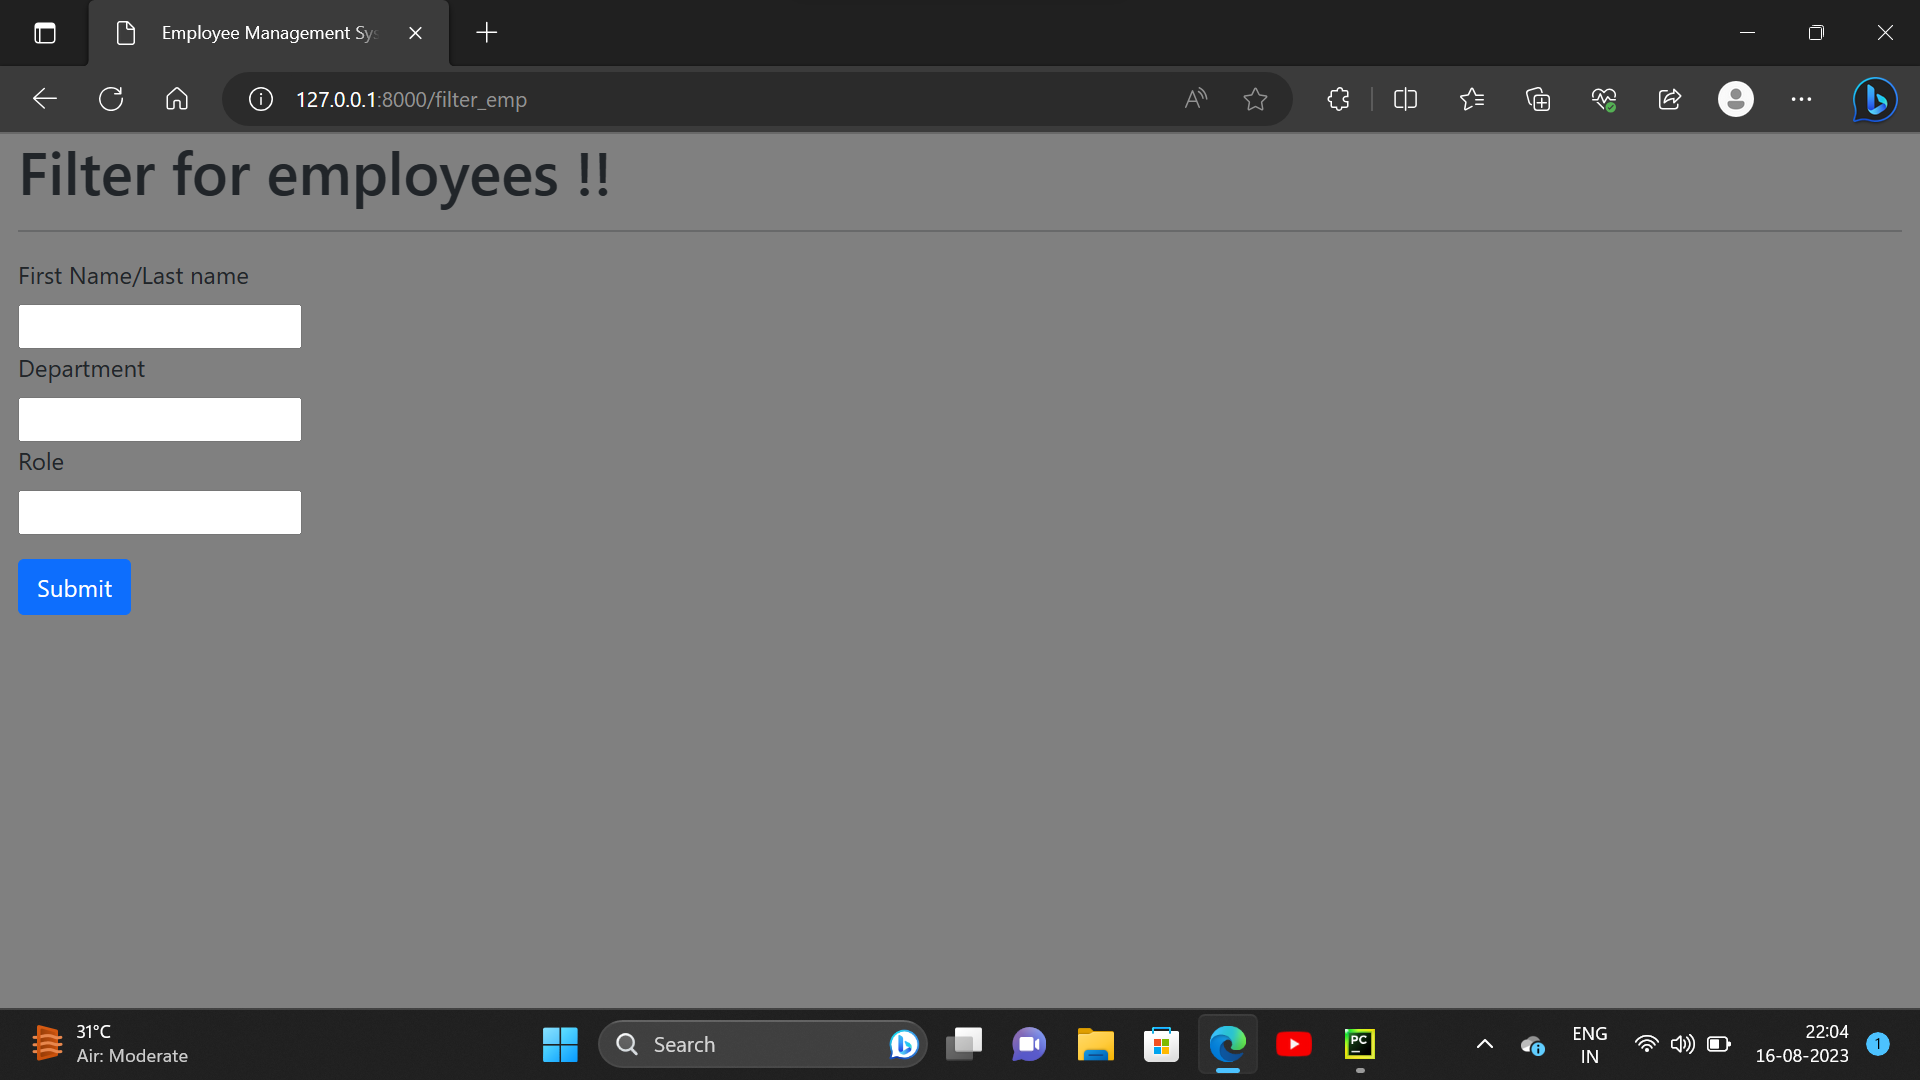 Employee Management Sys
127.0.0.1:8000/filter_emp
Filter for employees !!
First Name/Last name
Department
Role
Submit
31°C
Air: Moderate
Search
PC
ENG
IN
22:04
16-08-2023
1